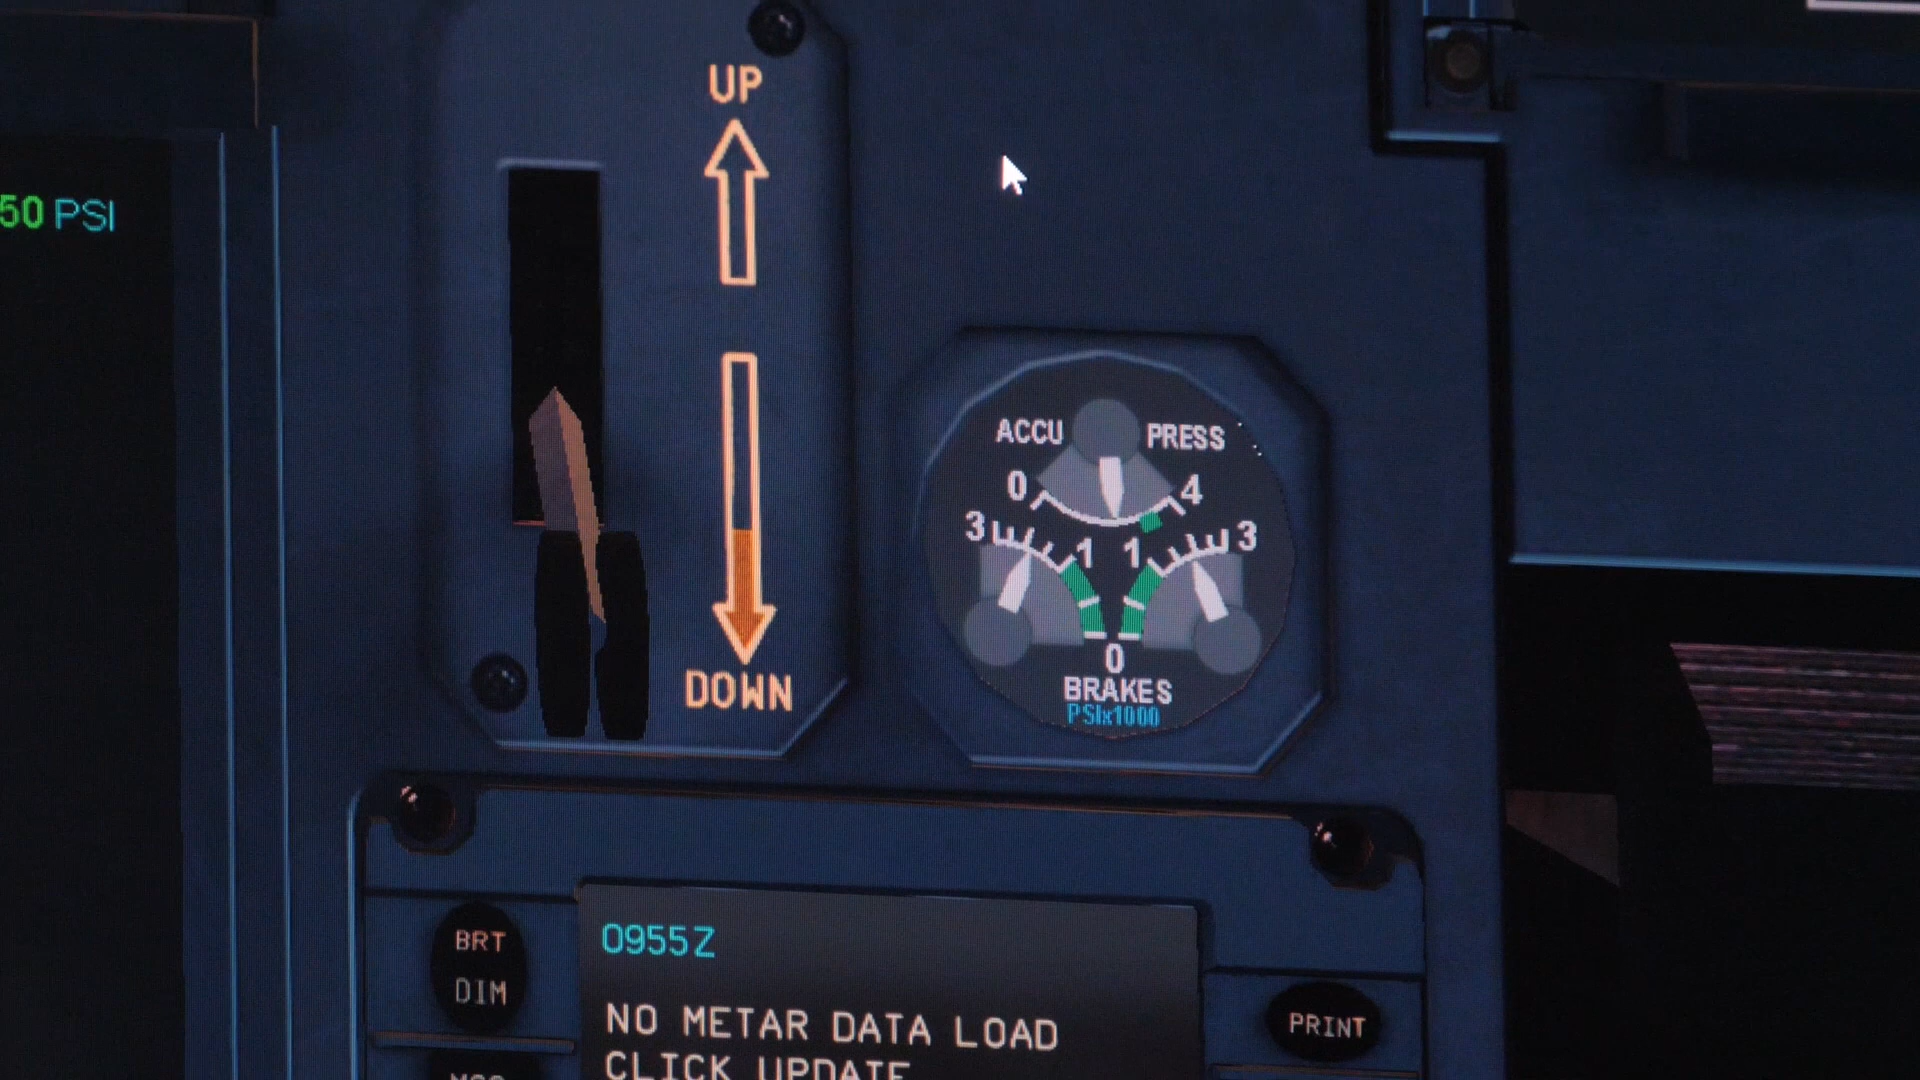 UP
50 PSI
ACCU PRESS
0 4
3 1 1 3
0
DOWN
BRAKES
PSIx1000
BRT
DIM
0955Z
NO METAR DATA LOAD
CLICK UPDATE
PRINT